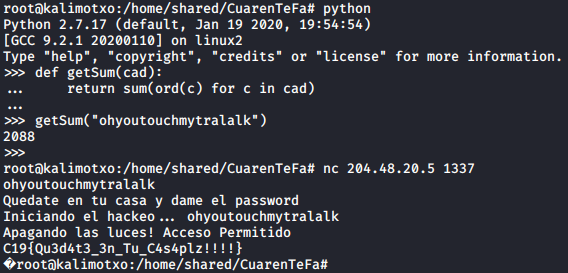 root@kalimotxo:/home/shared/CuarenTeFa# python
Python 2.7.17 (default, Jan 19 2020, 19:54:54)
[GCC 9.2.1 20200110] on linux2
Type "help", "copyright", "credits" or "license" for more information.
>>> def getSum(cad):
...     return sum(ord(c) for c in cad)
...
>>> getSum("ohyoutouchmytralalk")
2088
>>>
root@kalimotxo:/home/shared/CuarenTeFa# nc 204.48.20.5 1337
ohyoutouchmytralalk
Quedate en tu casa y dame el password
Iniciando el hackeo... ohyoutouchmytralalk
Apagando las luces! Acceso Permitido
C19{Qu3d4t3_3n_Tu_C4s4plz!!!!}
�root@kalimotxo:/home/shared/CuarenTeFa#